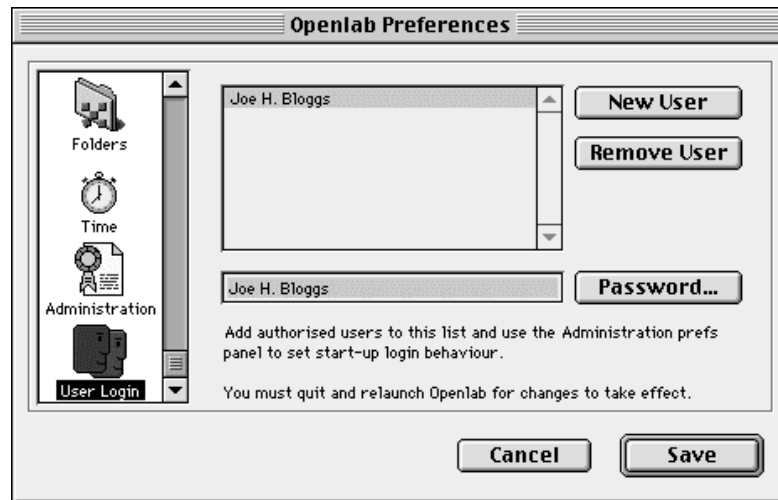 Openlab Preferences
Folders
Time
Administration
User Login
Joe H. Bloggs
New User
Remove User
Joe H. Bloggs
Password...
Add authorised users to this list and use the Administration prefs
panel to set start-up login behaviour.
You must quit and relaunch Openlab for changes to take effect.
Cancel
Save